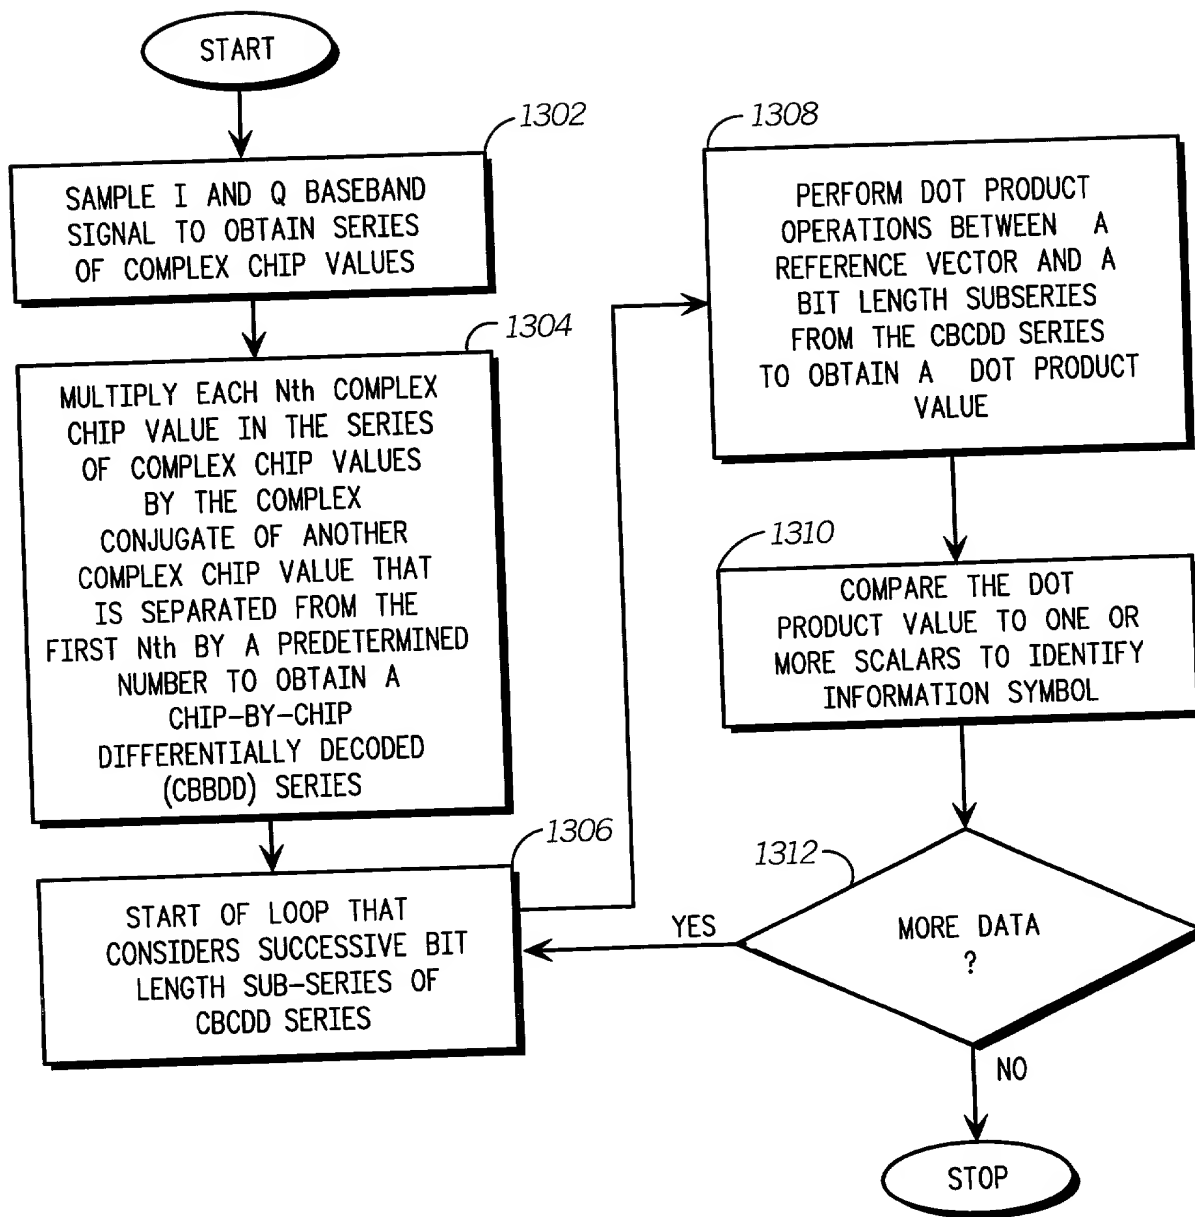 START
1302
SAMPLE I AND Q BASEBAND
SIGNAL TO OBTAIN SERIES
OF COMPLEX CHIP VALUES
1304
MULTIPLY EACH Nth COMPLEX
CHIP VALUE IN THE SERIES
OF COMPLEX CHIP VALUES
BY THE COMPLEX
CONJUGATE OF ANOTHER
COMPLEX CHIP VALUE THAT
IS SEPARATED FROM THE
FIRST Nth BY A PREDETERMINED
NUMBER TO OBTAIN A
CHIP-BY-CHIP
DIFFERENTIALLY DECODED
(CBBDD) SERIES
1306
START OF LOOP THAT
CONSIDERS SUCCESSIVE BIT
LENGTH SUB-SERIES OF
CBCDD SERIES
1308
PERFORM DOT PRODUCT
OPERATIONS BETWEEN A
REFERENCE VECTOR AND A
BIT LENGTH SUBSERIES
FROM THE CBCDD SERIES
TO OBTAIN A DOT PRODUCT
VALUE
1310
COMPARE THE DOT
PRODUCT VALUE TO ONE OR
MORE SCALARS TO IDENTIFY
INFORMATION SYMBOL
1312
YES
MORE DATA
?
NO
STOP